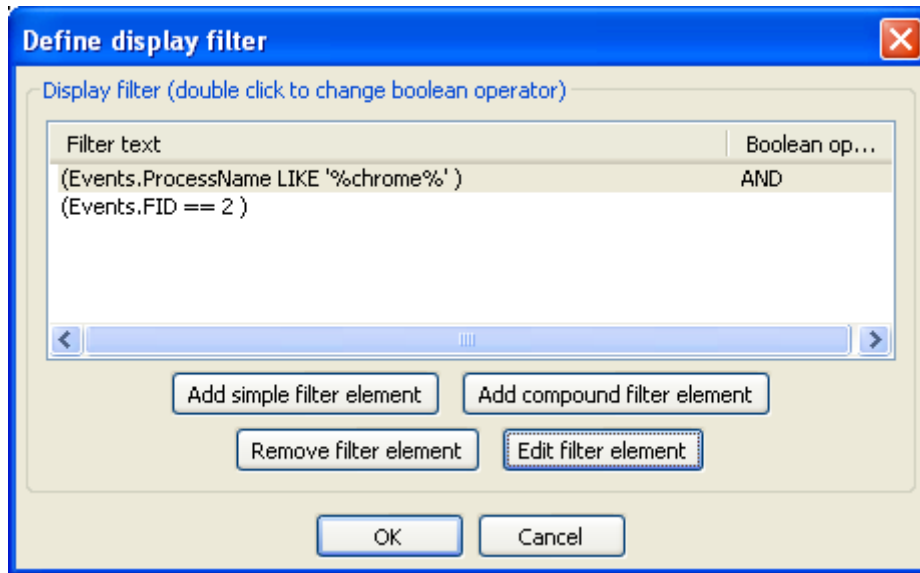 Define display filter
Display filter (double click to change boolean operator)
Filter text Boolean op...
(Events.ProcessName LIKE '%chrome%' ) AND
(Events.FID == 2 )
Add simple filter element Add compound filter element
Remove filter element Edit filter element
OK Cancel